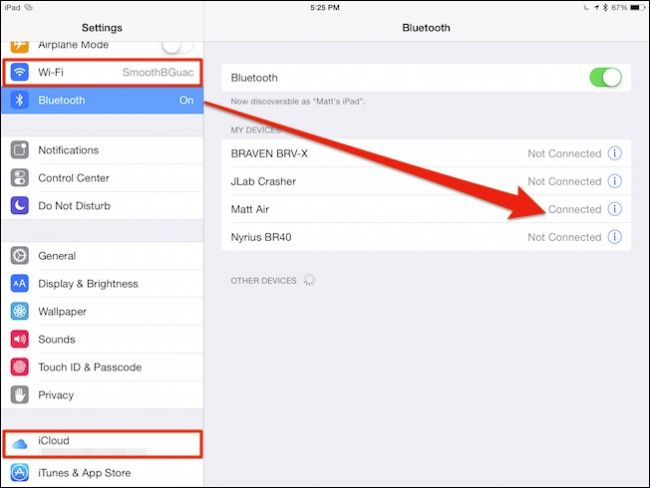 iPad
5:25 PM
67%
Settings
Bluetooth
Airplane Mode
Wi-Fi SmoothBGuac
Bluetooth On
Notifications
Control Center
Do Not Disturb
General
Display & Brightness
Wallpaper
Sounds
Touch ID & Passcode
Privacy
iCloud
iTunes & App Store
Bluetooth
Now discoverable as "Matt's iPad".
MY DEVICES
BRAVEN BRV-X Not Connected
JLab Crasher Not Connected
Matt Air Connected
Nyrius BR40 Not Connected
OTHER DEVICES